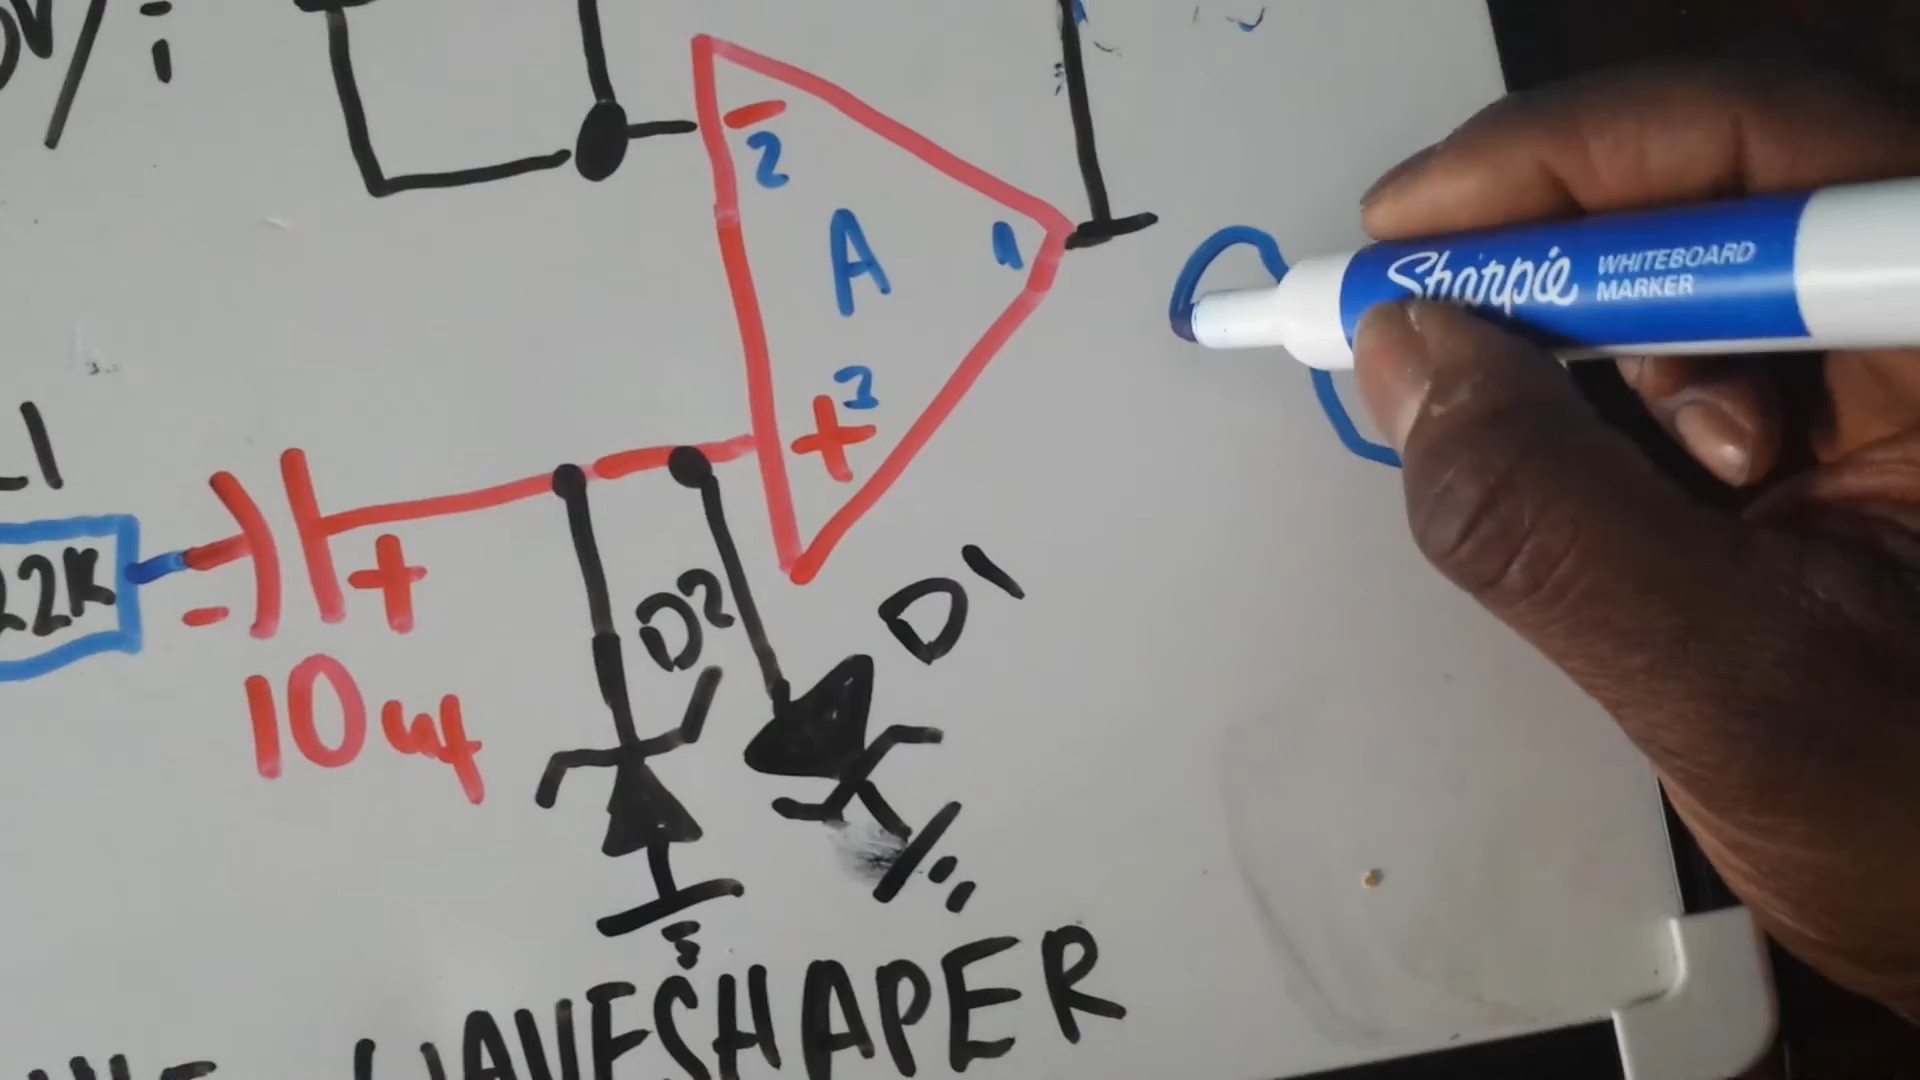 V/i
-
2
A
1
3
+
22K
-
+
10uf
D2
D1
WAVESHAPER
Sharpie
WHITEBOARD
MARKER